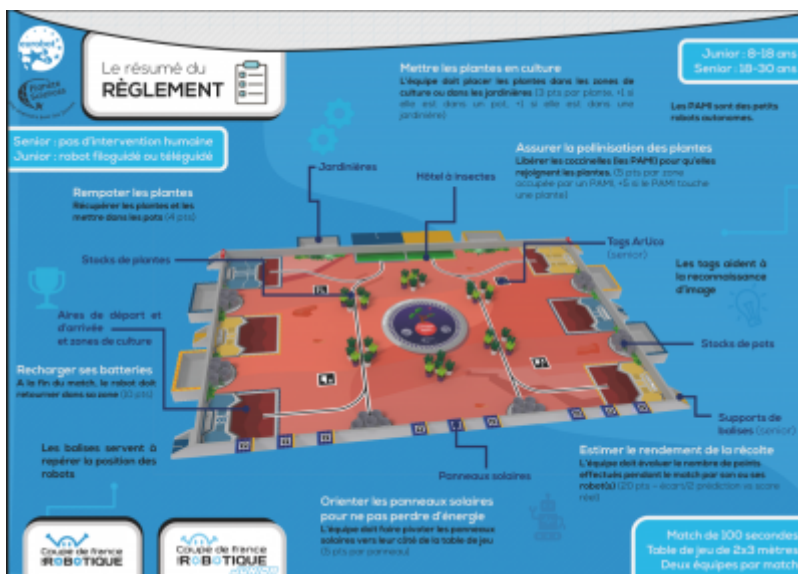 eurobot
Planète
Sciences
Le résumé du
RÈGLEMENT
Mettre les plantes en culture
L'équipe doit placer les plantes dans les zones de
culture ou dans les jardinières (3 pts par plante, +1 si
elle est dans un pot, +1 si elle est dans une
jardinière)
Junior : 8-18 ans
Senior : 18-30 ans
Les PAMI sont des petits
robots autonomes.
Senior : pas d'intervention humaine
Junior : robot filoguidé ou téléguidé
Assurer la pollinisation des plantes
Libérer les coccinelles (les PAMI) pour qu'elles
rejoignent les plantes. (5 pts par zone
occupée par un PAMI, +5 si le PAMI touche
une plante)
Jardinières
Hôtel à insectes
Rempoter les plantes
Récupérer les plantes et les
mettre dans les pots (4 pts)
Tags ArUco
(senior)
Stocks de plantes
Les tags aident à
la reconnaissance
d'image
Aires de départ et
d'arrivée
et zones de culture
Stocks de pots
Recharger ses batteries
A la fin du match, le robot doit
retourner dans sa zone (10 pts)
Supports de
balises (senior)
Les balises servent à
repérer la position des
robots
Estimer le rendement de la récolte
L'équipe doit évaluer le nombre de points
effectués pendant le match par son ou ses
robot(s) (20 pts - écart/2 prédiction vs score
réel)
Panneaux solaires
Orienter les panneaux solaires
pour ne pas perdre d'énergie
L'équipe doit faire pivoter les panneaux
solaires vers leur côté de la table de jeu
(5 pts par panneau)
Coupe de france
ROBOTIQUE
Coupe de france
ROBOTIQUE
Match de 100 secondes
Table de jeu de 2x3 mètres
Deux équipes par match